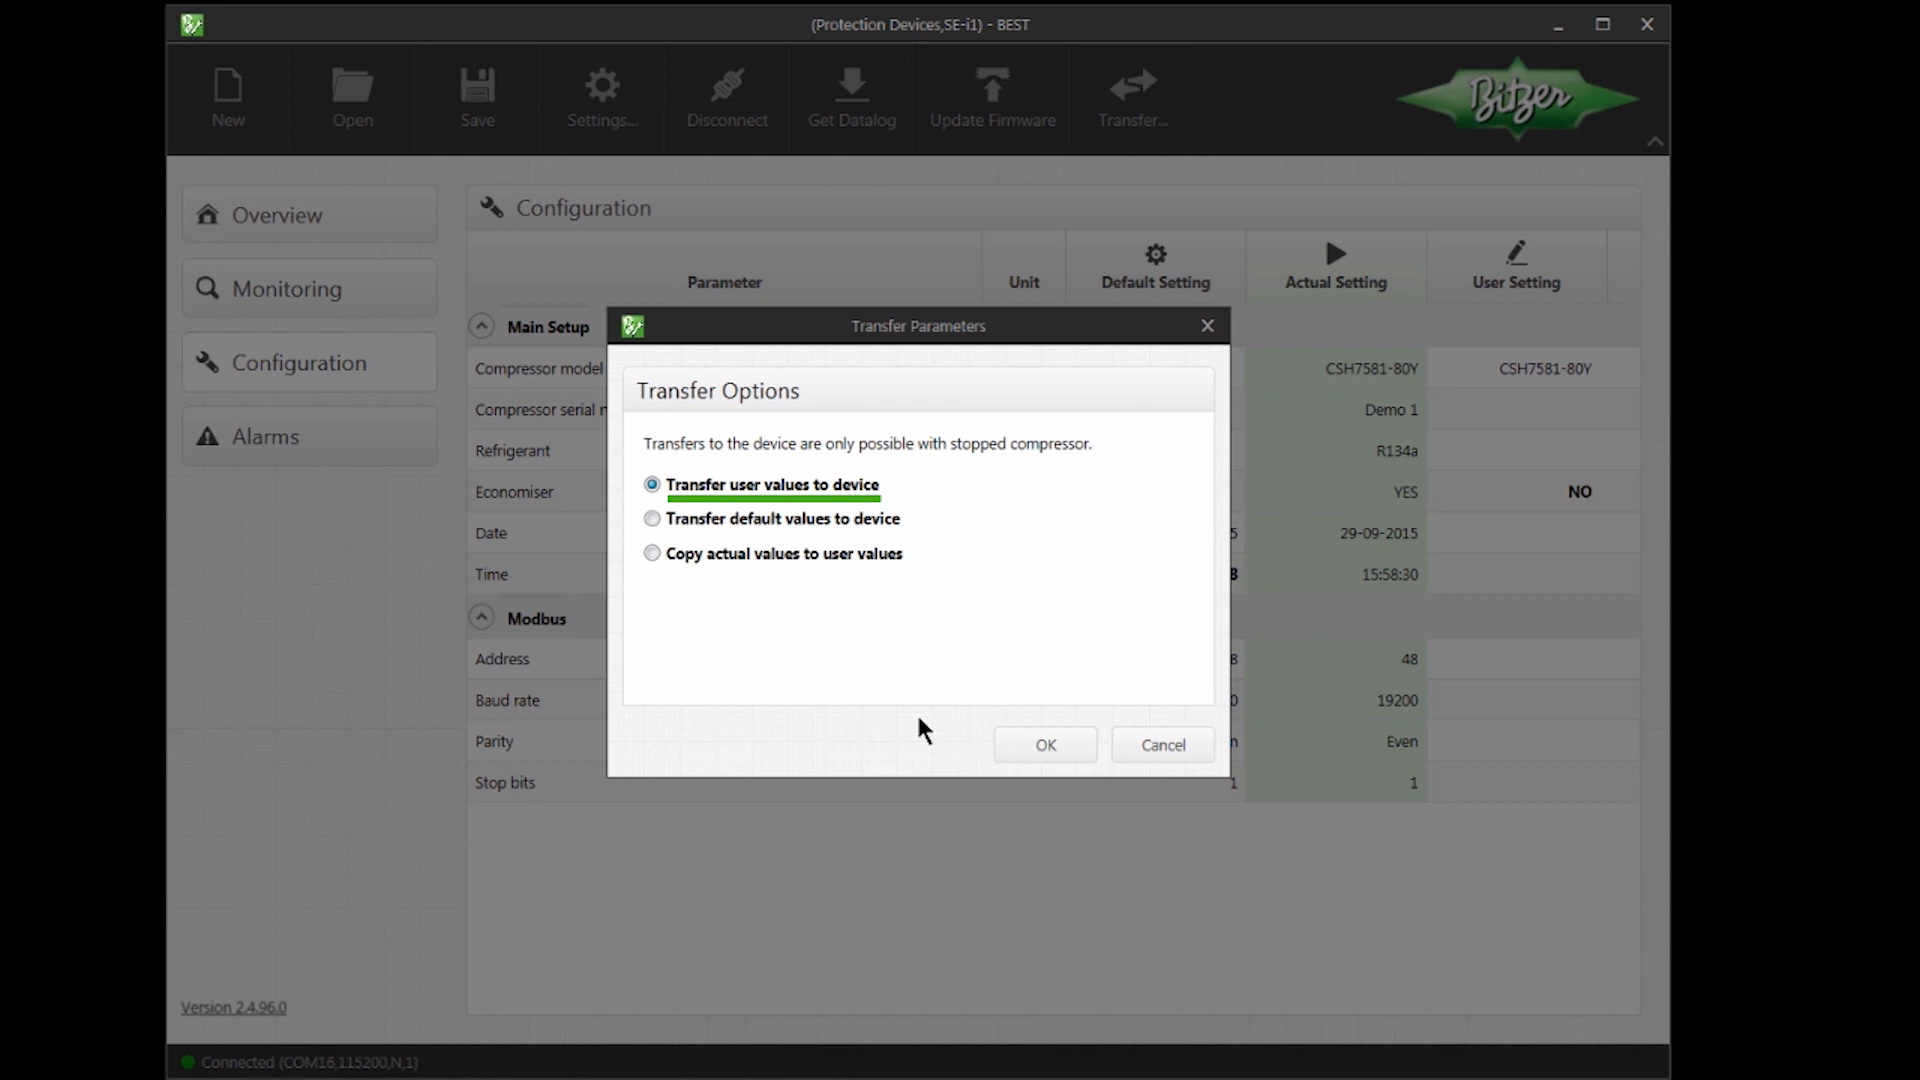 (Protection Devices,SE-i1) - BEST
New
Open
Save
Settings...
Disconnect
Get Datalog
Update Firmware
Transfer...
Bitzer
Overview
Monitoring
Configuration
Alarms
Configuration
Parameter
Unit
Default Setting
Actual Setting
User Setting
Main Setup
Compressor model
CSH7581-80Y
CSH7581-80Y
Compressor serial
Demo 1
Refrigerant
R134a
Economiser
YES
NO
Date
5
29-09-2015
Time
15:58:30
Modbus
Address
8
48
Baud rate
0
19200
Parity
n
Even
Stop bits
1
1
Transfer Parameters
Transfer Options
Transfers to the device are only possible with stopped compressor.
Transfer user values to device
Transfer default values to device
Copy actual values to user values
OK
Cancel
Version 2.4.96.0
Connected (COM16,115200,N,1)